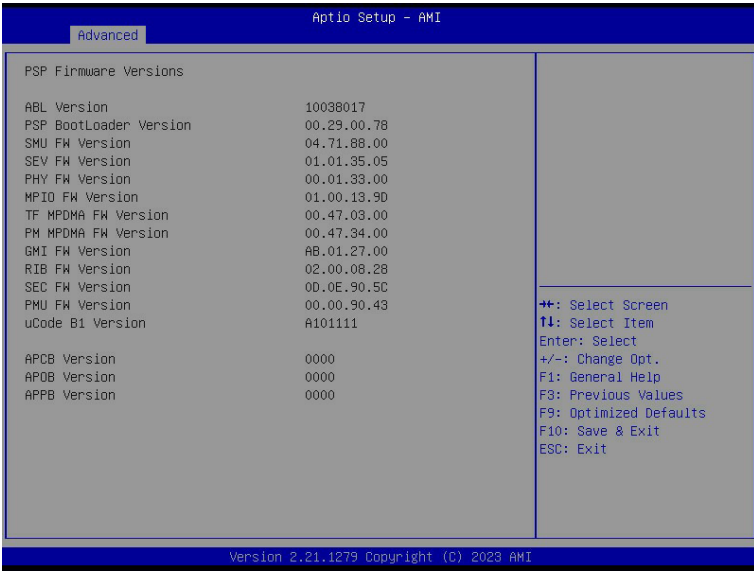 Aptio Setup – AMI
Advanced
PSP Firmware Versions
ABL Version 10038017
PSP BootLoader Version 00.29.00.78
SMU FW Version 04.71.88.00
SEV FW Version 01.01.35.05
PHY FW Version 00.01.33.00
MPIO FW Version 01.00.13.9D
TF MPDMA FW Version 00.47.03.00
PM MPDMA FW Version 00.47.34.00
GMI FW Version AB.01.27.00
RIB FW Version 02.00.08.28
SEC FW Version 0D.0E.90.5C
PMU FW Version 00.00.90.43
uCode B1 Version A101111
APCB Version 0000
APOB Version 0000
APPB Version 0000
→←: Select Screen
↑↓: Select Item
Enter: Select
+/-: Change Opt.
F1: General Help
F3: Previous Values
F9: Optimized Defaults
F10: Save & Exit
ESC: Exit
Version 2.21.1279 Copyright (C) 2023 AMI